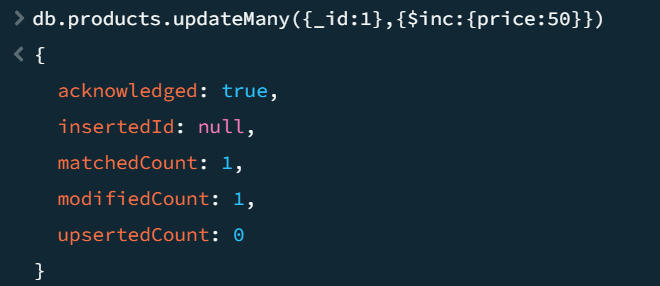 > db.products.updateMany({_id:1},{$inc:{price:50}})
< {
acknowledged: true,
insertedId: null,
matchedCount: 1,
modifiedCount: 1,
upsertedCount: 0
}